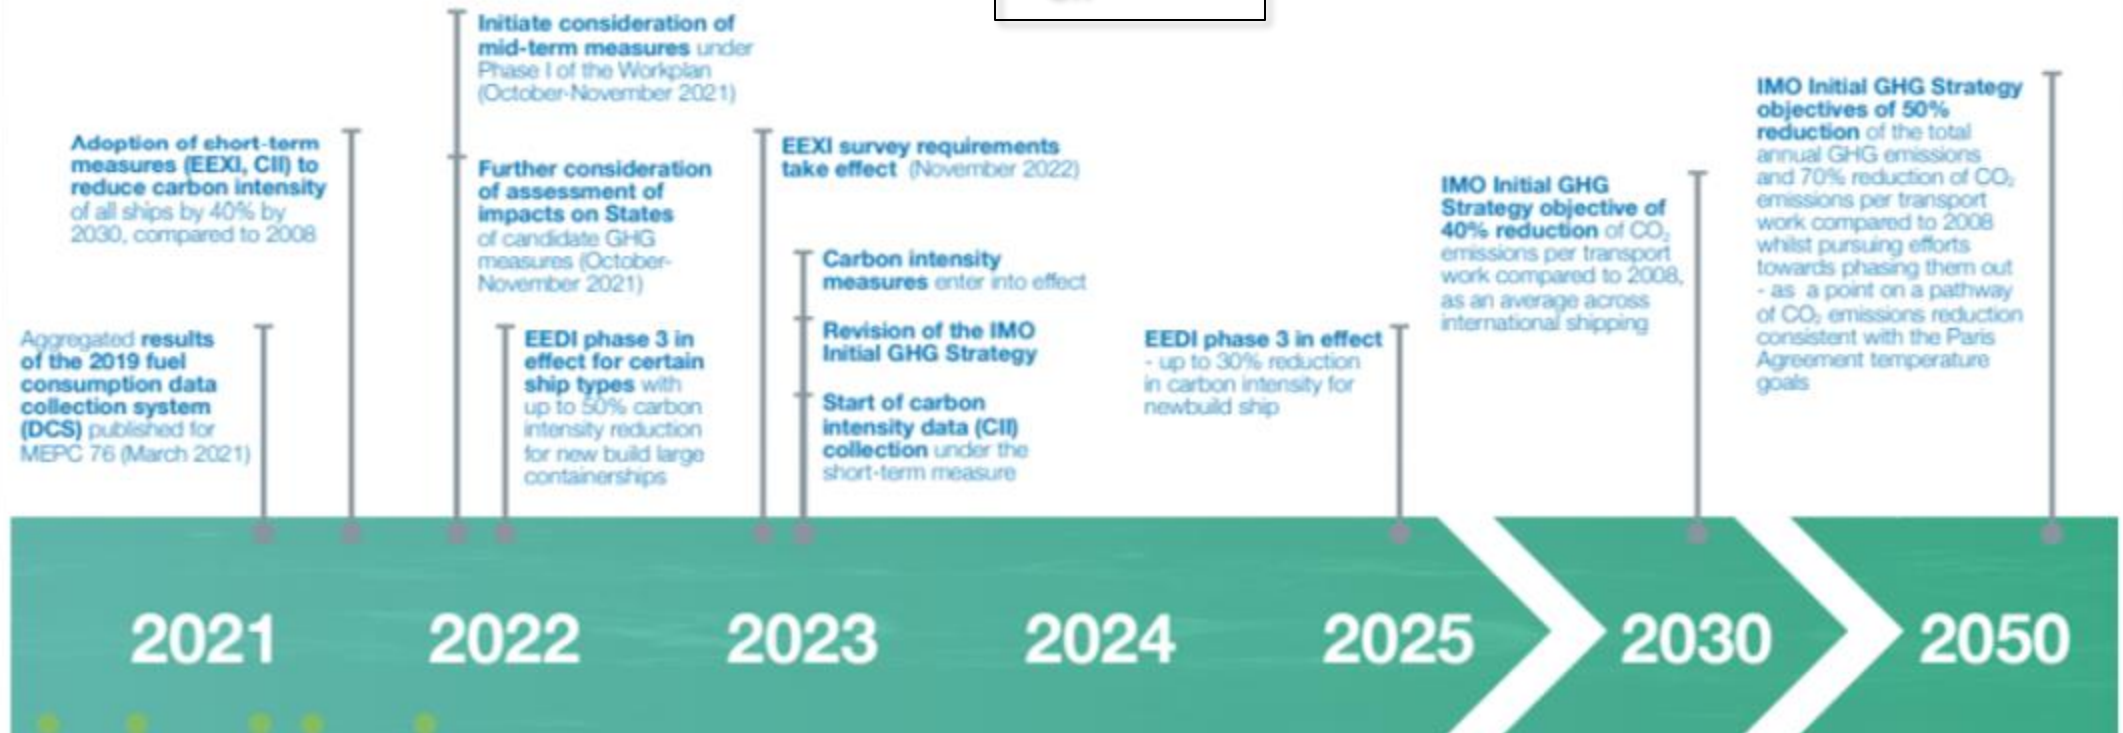 Initiate consideration of
mid-term measures under
Phase I of the Workplan
(October-November 2021)
Adoption of short-term
measures (EEXI, CII) to
reduce carbon intensity
of all ships by 40% by
2030, compared to 2008
Further consideration
of assessment of
impacts on States
of candidate GHG
measures (October-
November 2021)
Aggregated results
of the 2019 fuel
consumption data
collection system
(DCS) published for
MEPC 76 (March 2021)
EEDI phase 3 in
effect for certain
ship types with
up to 50% carbon
intensity reduction
for new build large
containerships
EEXI survey requirements
take effect (November 2022)
Carbon intensity
measures enter into effect
Revision of the IMO
Initial GHG Strategy
Start of carbon
intensity data (CII)
collection under the
short-term measure
EEDI phase 3 in effect
- up to 30% reduction
in carbon intensity for
newbuild ship
IMO Initial GHG
Strategy objective of
40% reduction of CO₂
emissions per transport
work compared to 2008,
as an average across
international shipping
IMO Initial GHG Strategy
objectives of 50%
reduction of the total
annual GHG emissions
and 70% reduction of CO₂
emissions per transport
work compared to 2008
whilst pursuing efforts
towards phasing them out
- as a point on a pathway
of CO₂ emissions reduction
consistent with the Paris
Agreement temperature
goals
2021
2022
2023
2024
2025
2030
2050